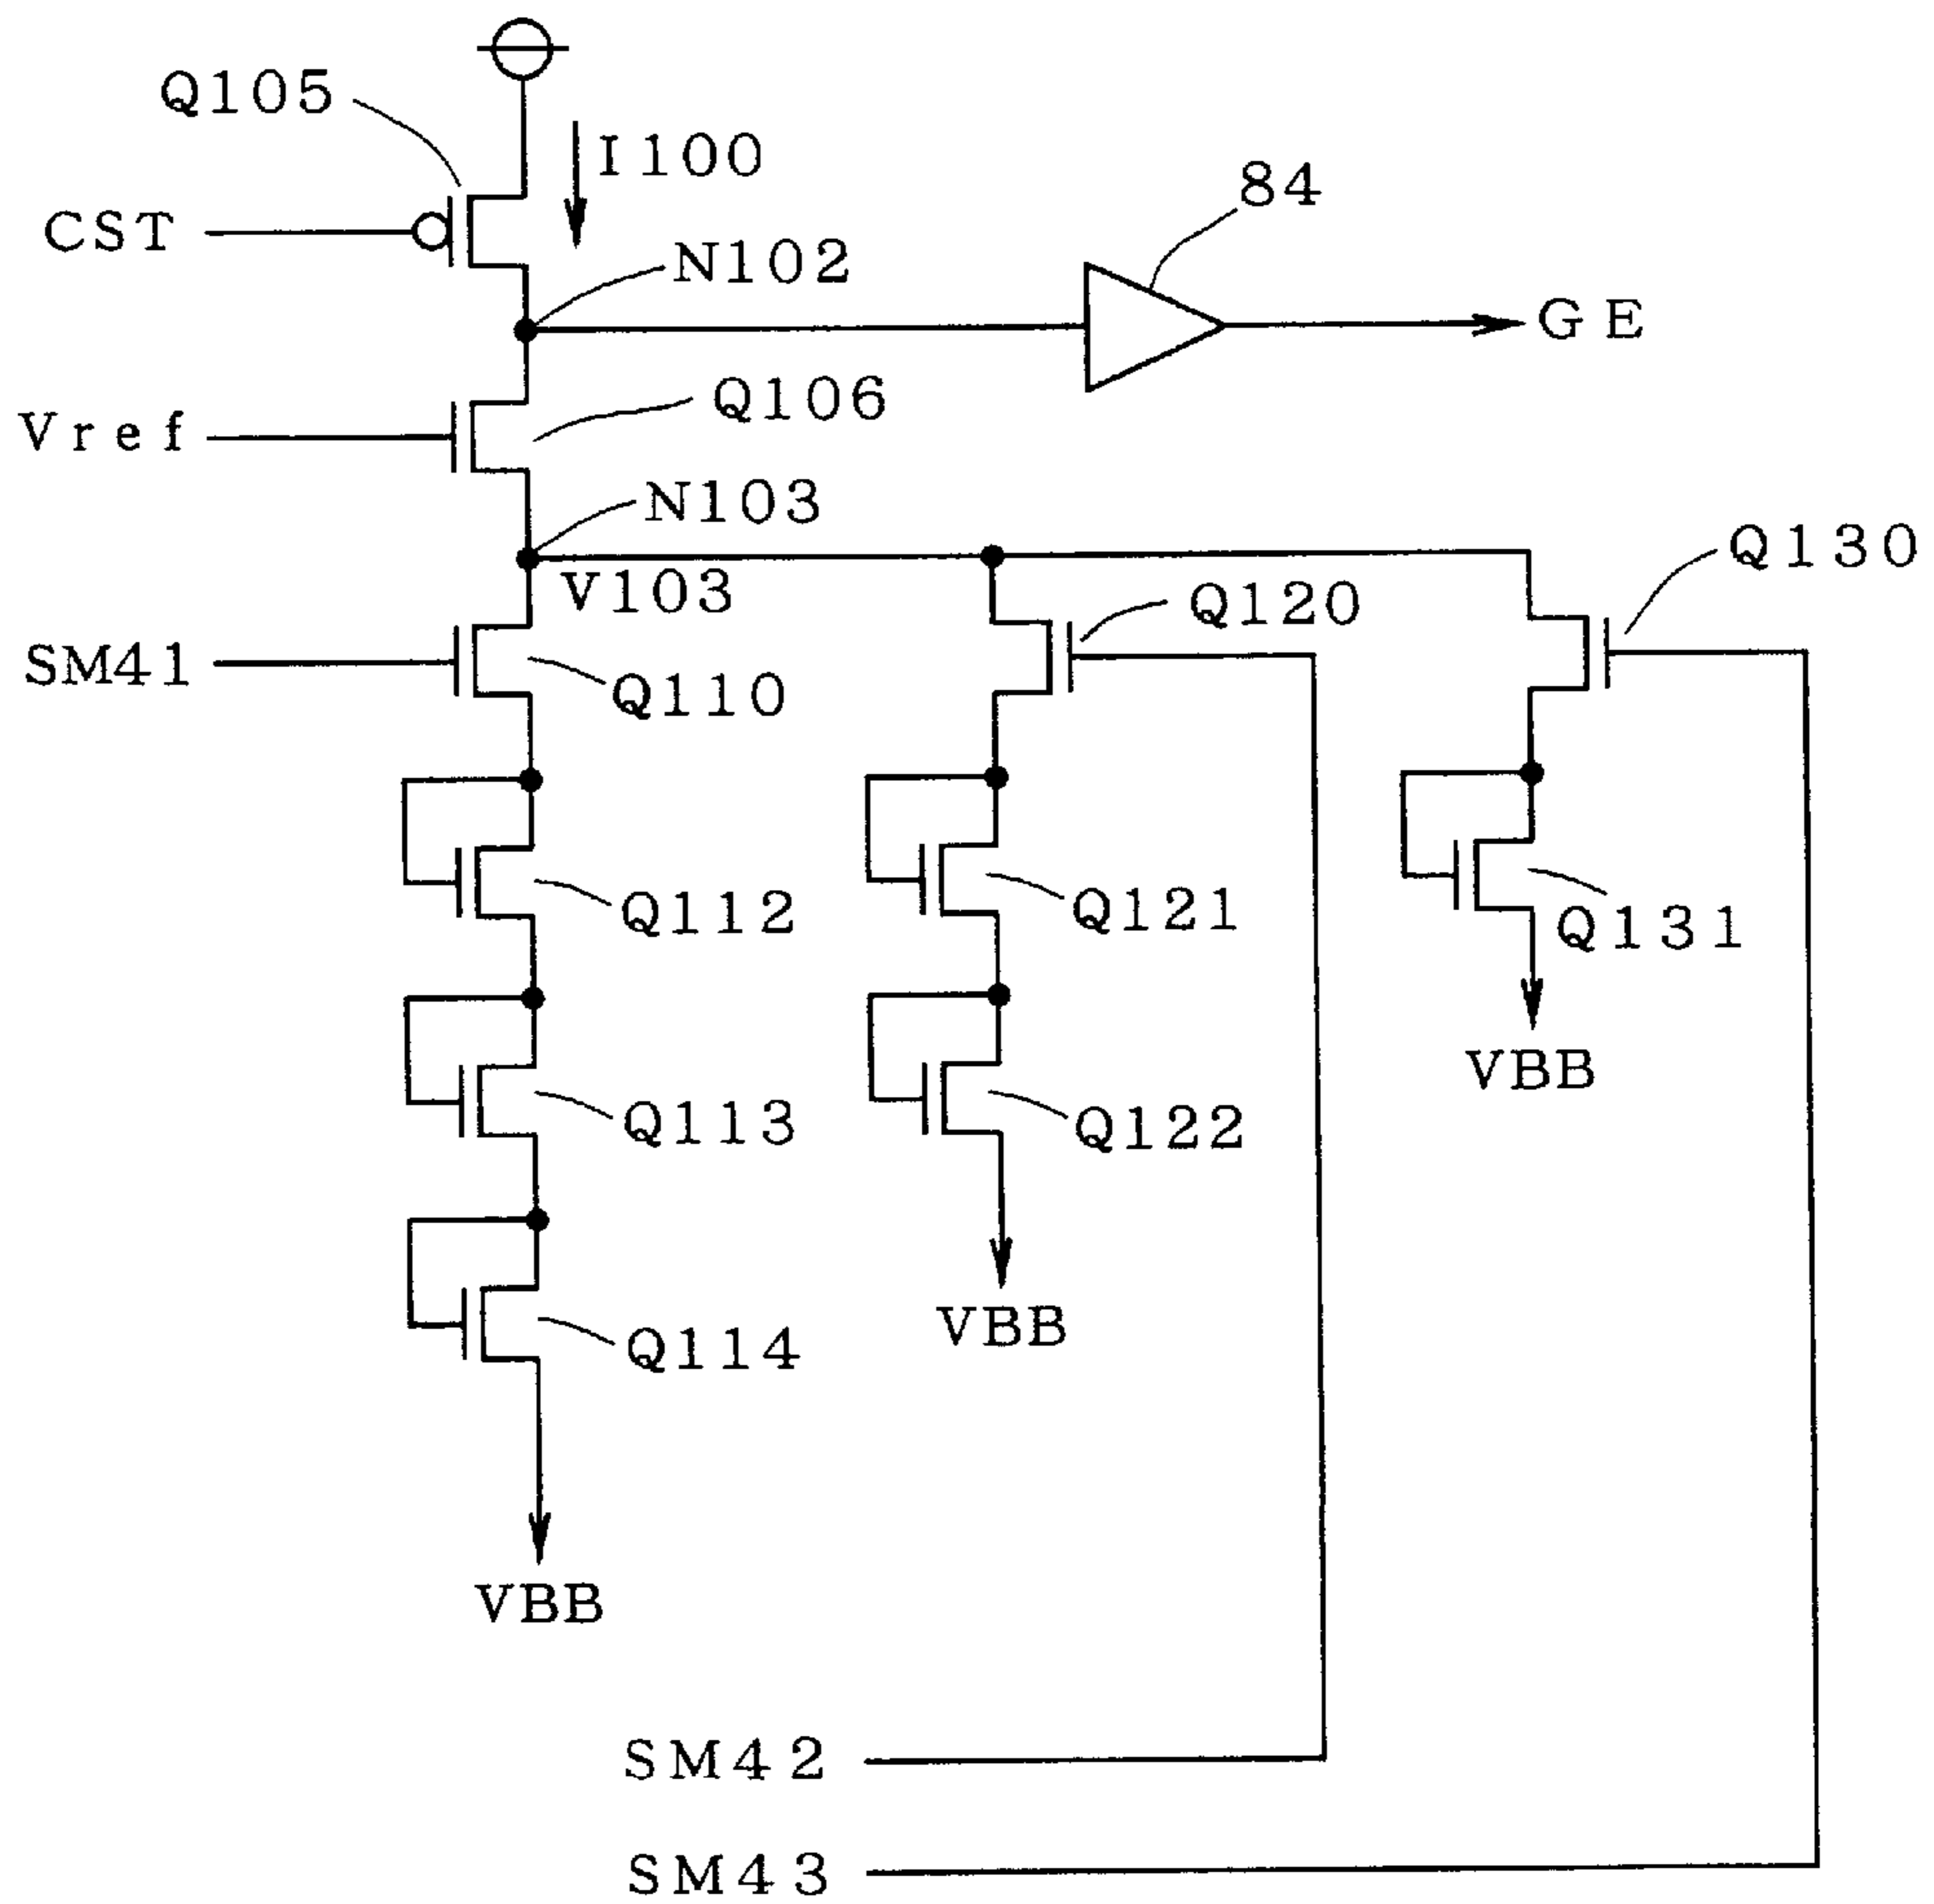 Q105
I100
84
CST
N102
GE
Q106
Vref
N103
Q130
V103
Q120
SM41
Q110
Q112
Q121
Q131
VBB
Q113
Q122
VBB
Q114
VBB
SM42
SM43